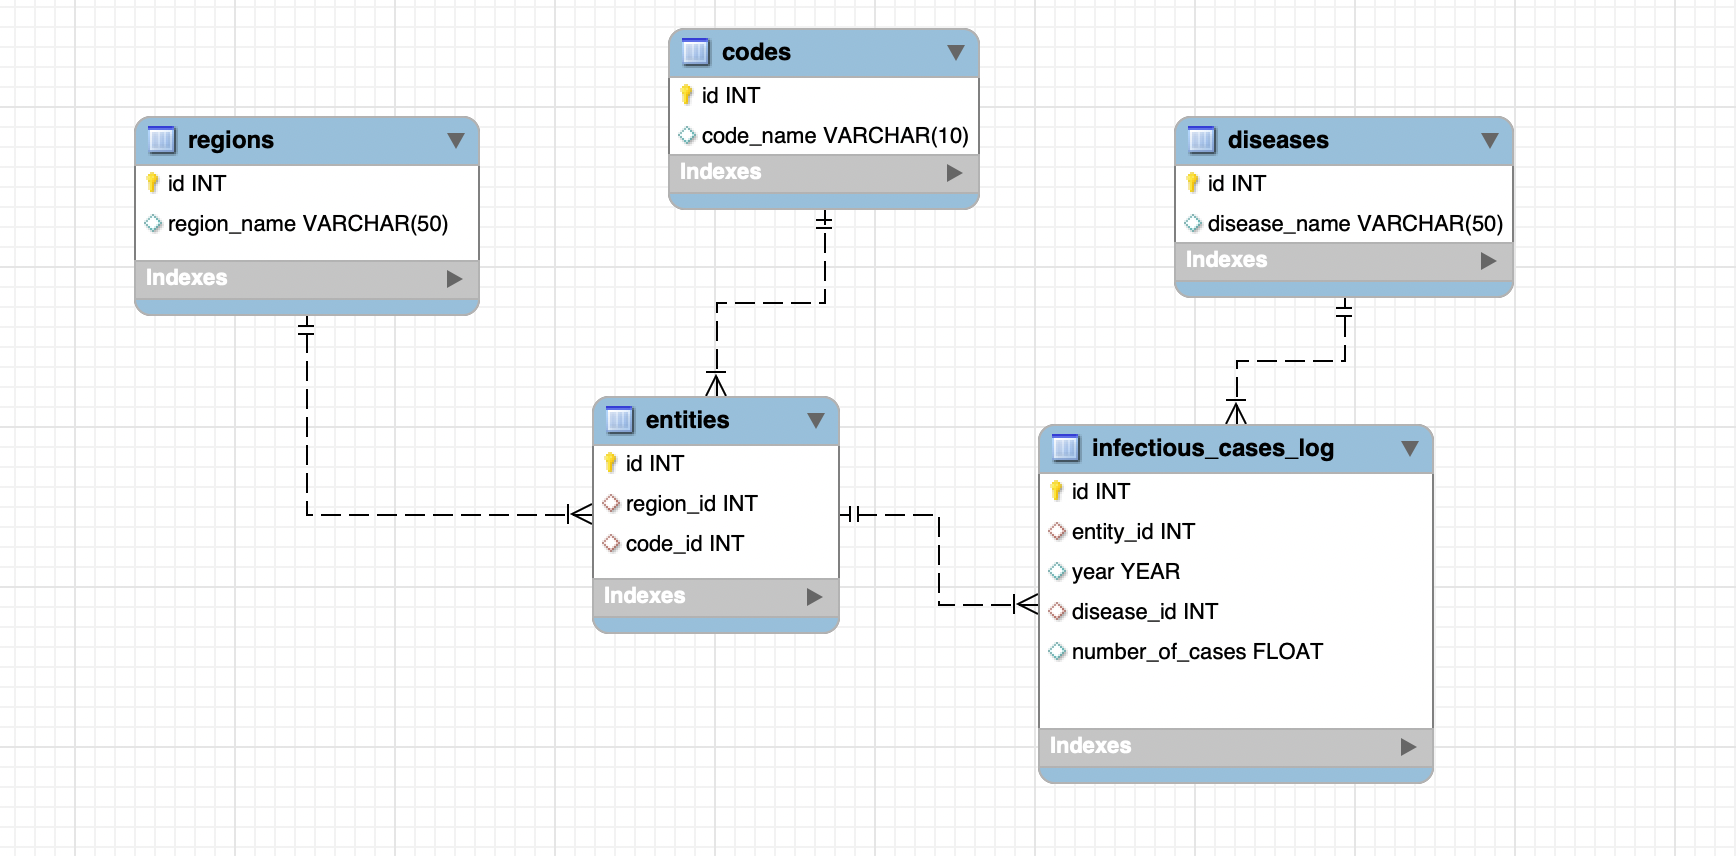 codes
id INT
code_name VARCHAR(10)
Indexes
regions
id INT
region_name VARCHAR(50)
Indexes
diseases
id INT
disease_name VARCHAR(50)
Indexes
entities
id INT
region_id INT
code_id INT
Indexes
infectious_cases_log
id INT
entity_id INT
year YEAR
disease_id INT
number_of_cases FLOAT
Indexes